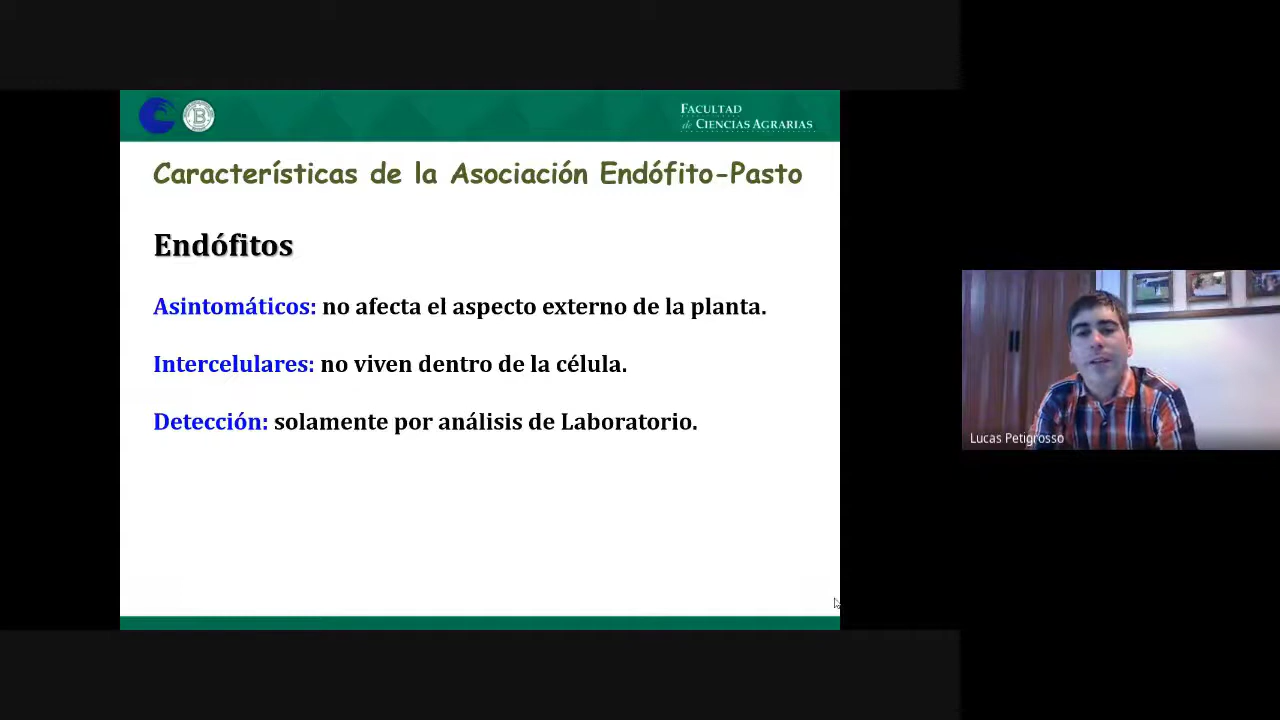 FACULTAD
de CIENCIAS AGRARIAS
Características de la Asociación Endófito-Pasto
Endófitos
Asintomáticos: no afecta el aspecto externo de la planta.
Intercelulares: no viven dentro de la célula.
Detección: solamente por análisis de Laboratorio.
Lucas Petigrosso